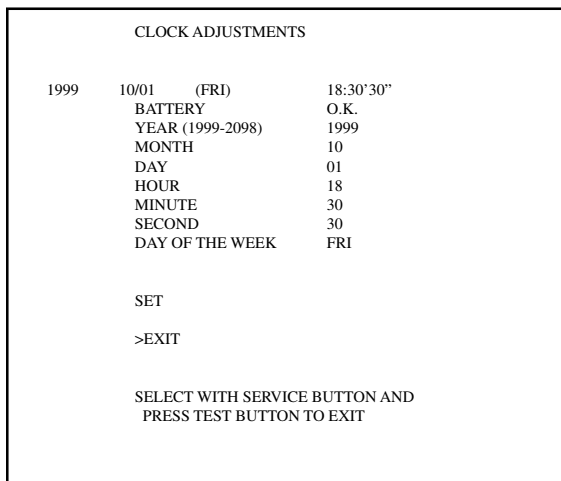 CLOCK ADJUSTMENTS
1999 10/01 (FRI) 18:30’30”
BATTERY O.K.
YEAR (1999-2098) 1999
MONTH 10
DAY 01
HOUR 18
MINUTE 30
SECOND 30
DAY OF THE WEEK FRI
SET
>EXIT
SELECT WITH SERVICE BUTTON AND
PRESS TEST BUTTON TO EXIT